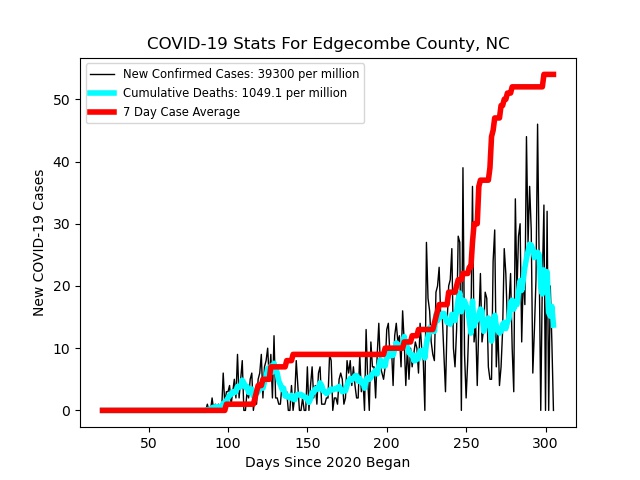 COVID-19 Stats For Edgecombe County, NC
New Confirmed Cases: 39300 per million
Cumulative Deaths: 1049.1 per million
7 Day Case Average
New COVID-19 Cases
50
40
30
20
10
0
50 100 150 200 250 300
Days Since 2020 Began